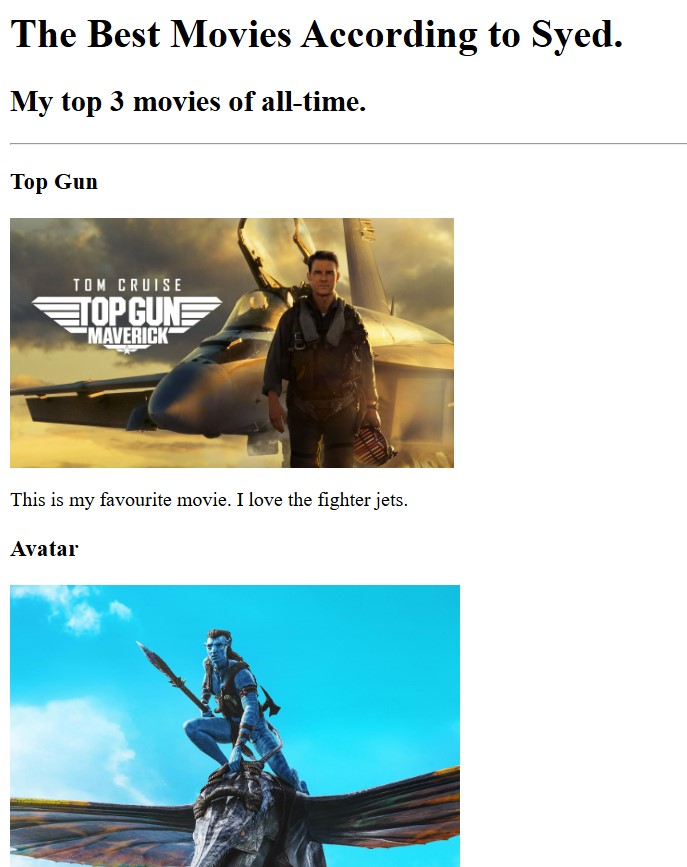 The Best Movies According to Syed.
My top 3 movies of all-time.
Top Gun
TOM CRUISE
TOP GUN
MAVERICK
This is my favourite movie. I love the fighter jets.
Avatar